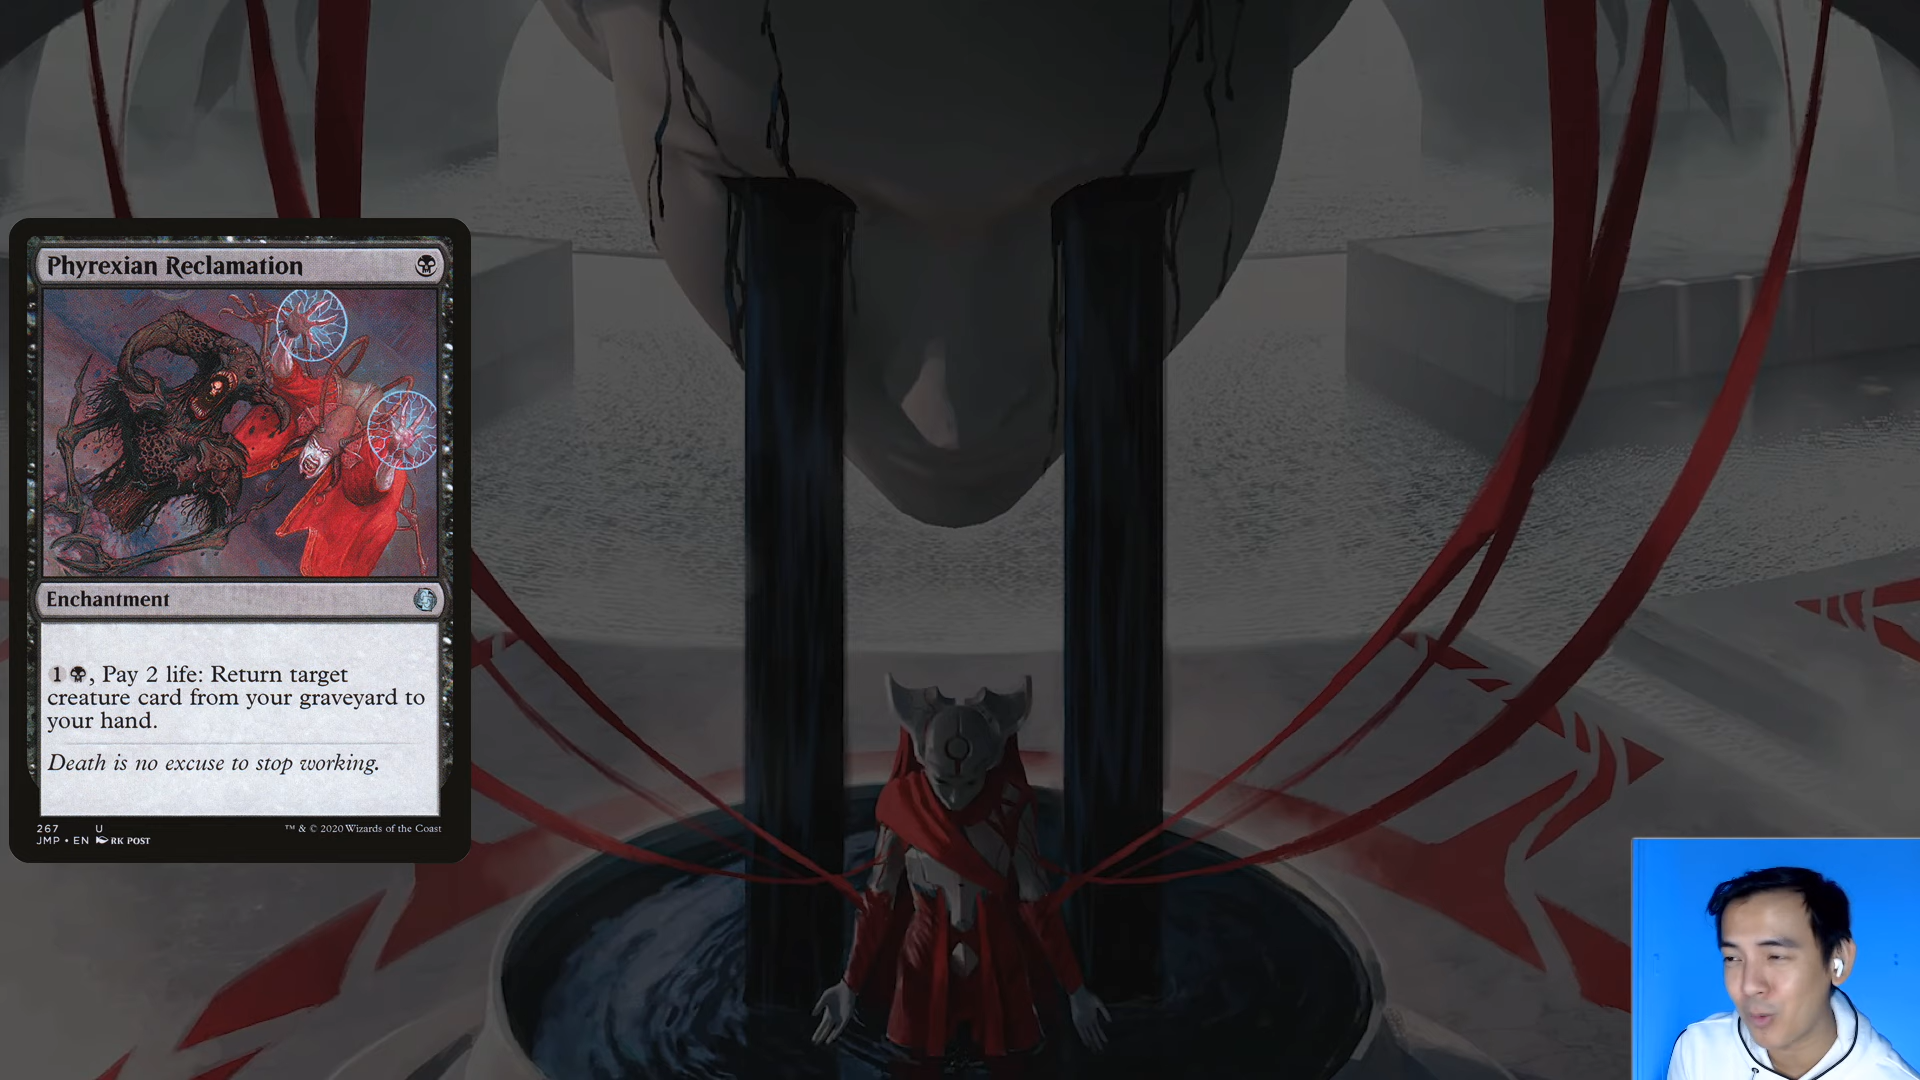 Phyrexian Reclamation
Enchantment
1, Pay 2 life: Return target
creature card from your graveyard to
your hand.
Death is no excuse to stop working.
267 U
JMP • EN RK POST
™ & © 2020 Wizards of the Coast